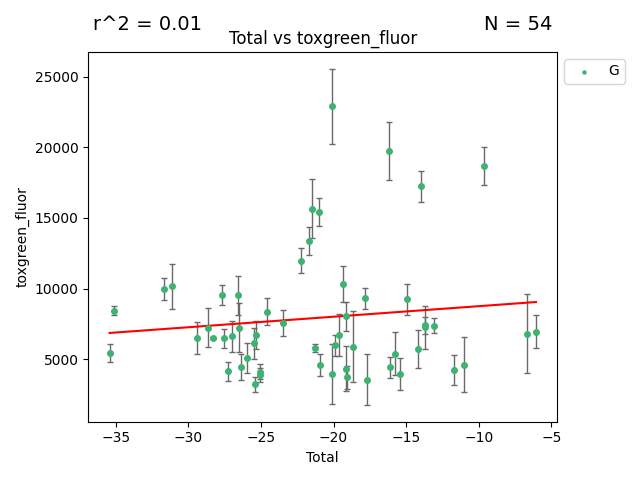 r^2 = 0.01
N = 54
Total vs toxgreen_fluor
G
toxgreen_fluor
25000
20000
15000
10000
5000
−35
−30
−25
−20
−15
−10
−5
Total